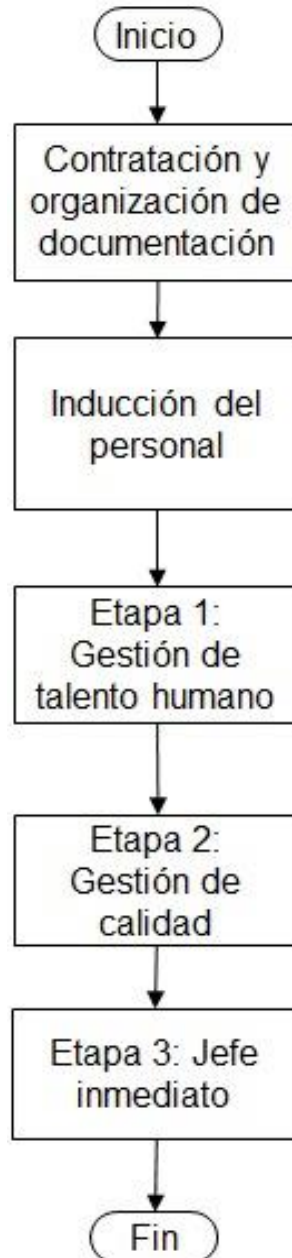 Inicio
Contratación y
organización de
documentación
Inducción del
personal
Etapa 1:
Gestión de
talento humano
Etapa 2:
Gestión de
calidad
Etapa 3: Jefe
inmediato
Fin